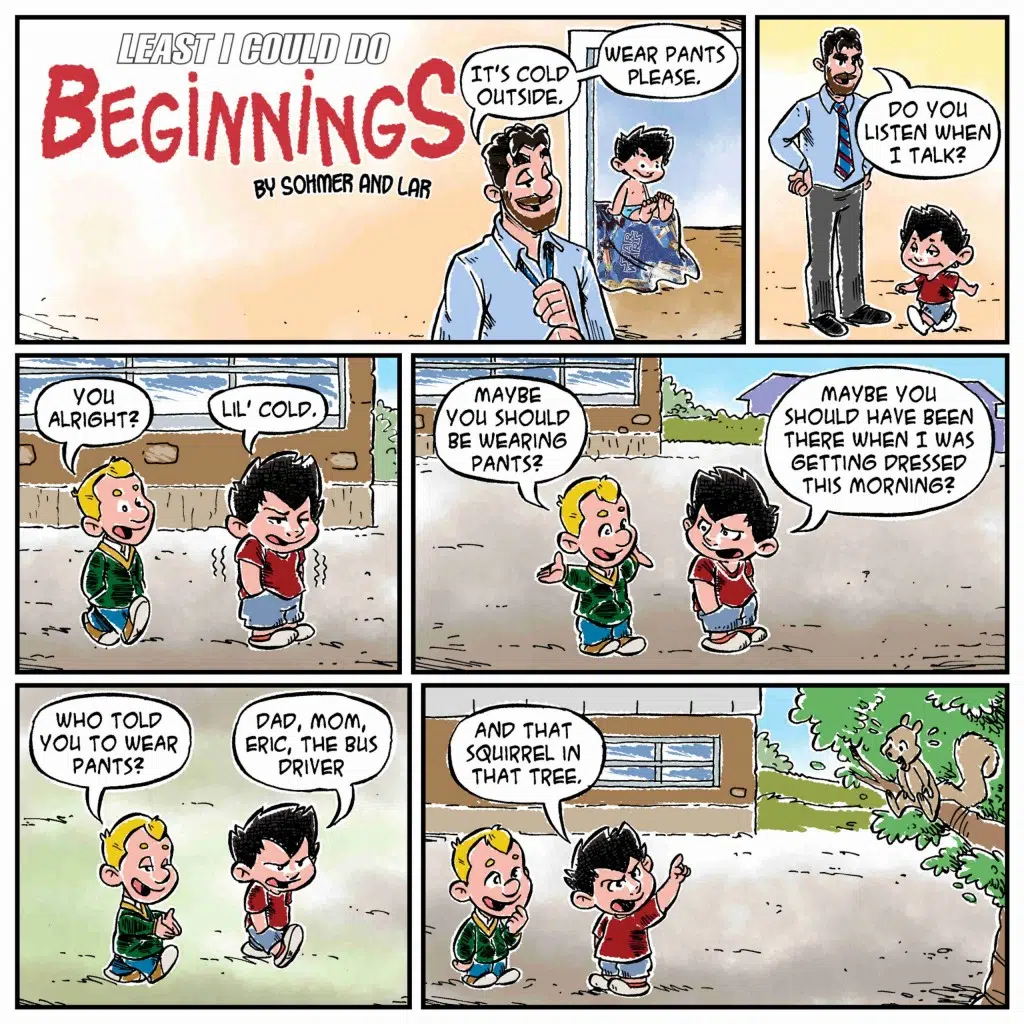 LEAST I COULD DO
BEGINNINGS
BY SOHMER AND LAR
IT'S COLD
OUTSIDE.
WEAR PANTS
PLEASE.
DO YOU
LISTEN WHEN
I TALK?
YOU
ALRIGHT?
LIL' COLD.
MAYBE
YOU SHOULD
BE WEARING
PANTS?
MAYBE YOU
SHOULD HAVE BEEN
THERE WHEN I WAS
GETTING DRESSED
THIS MORNING?
WHO TOLD
YOU TO WEAR
PANTS?
DAD, MOM,
ERIC, THE BUS
DRIVER
AND THAT
SQUIRREL IN
THAT TREE.